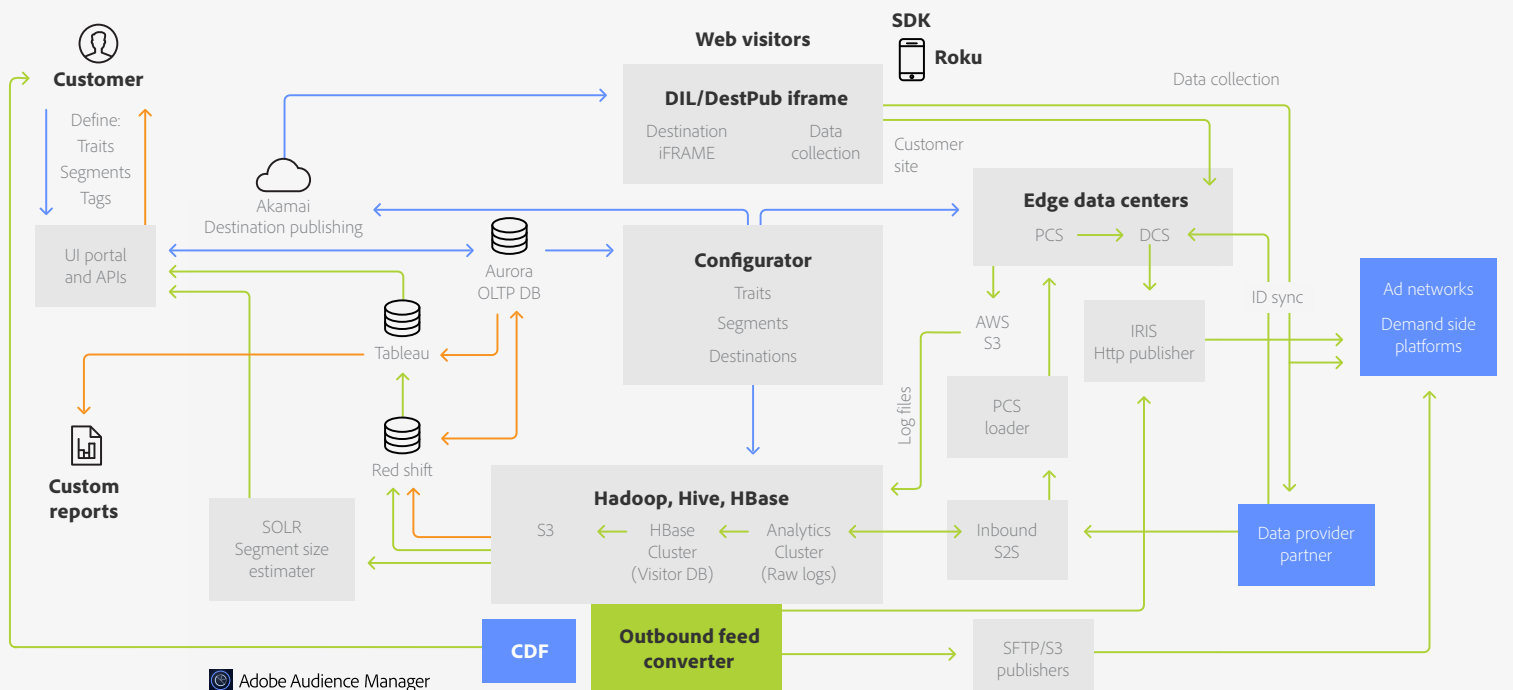 SDK
Web visitors
Roku
Customer
Data collection
DIL/DestPub iframe
Define:
Traits
Segments
Tags
Destination
iFRAME
Data
collection
Customer
site
Akamai
Destination publishing
Edge data centers
PCS
DCS
UI portal
and APIs
Aurora
OLTP DB
Configurator
Traits
Segments
Destinations
ID sync
Ad networks
Demand side
platforms
AWS
S3
IRIS
Http publisher
Tableau
Log files
PCS
loader
Red shift
Custom
reports
Hadoop, Hive, HBase
S3
HBase
Cluster
(Visitor DB)
Analytics
Cluster
(Raw logs)
Inbound
S2S
Data provider
partner
SOLR
Segment size
estimater
CDF
Outbound feed
converter
SFTP/S3
publishers
Adobe Audience Manager